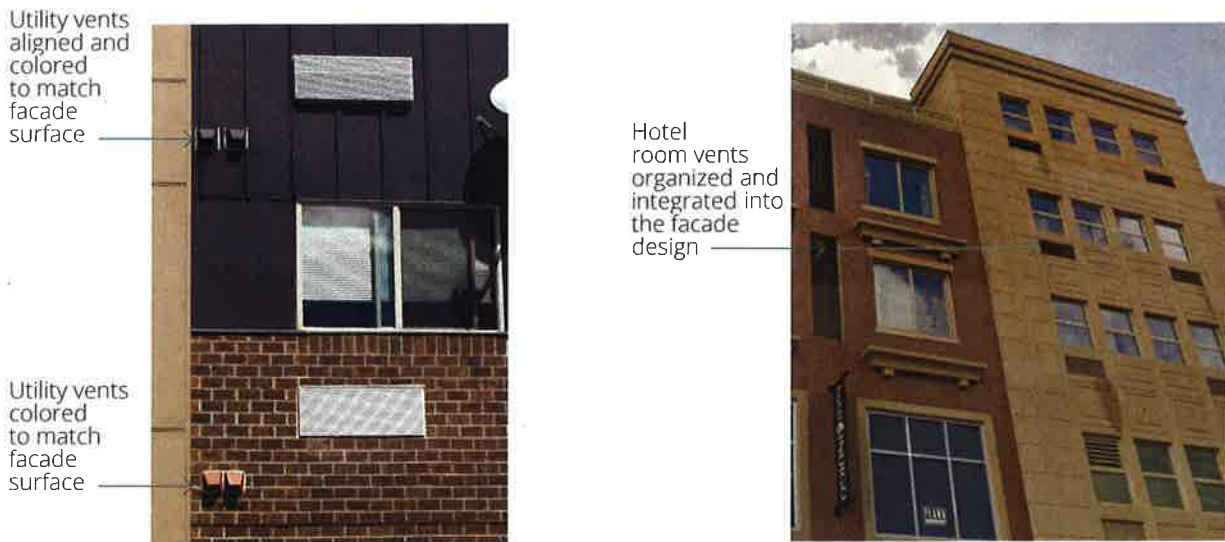 Utility vents
aligned and
colored
to match
facade
surface
Utility vents
colored
to match
facade
surface
Hotel
room vents
organized and
integrated into
the facade
design